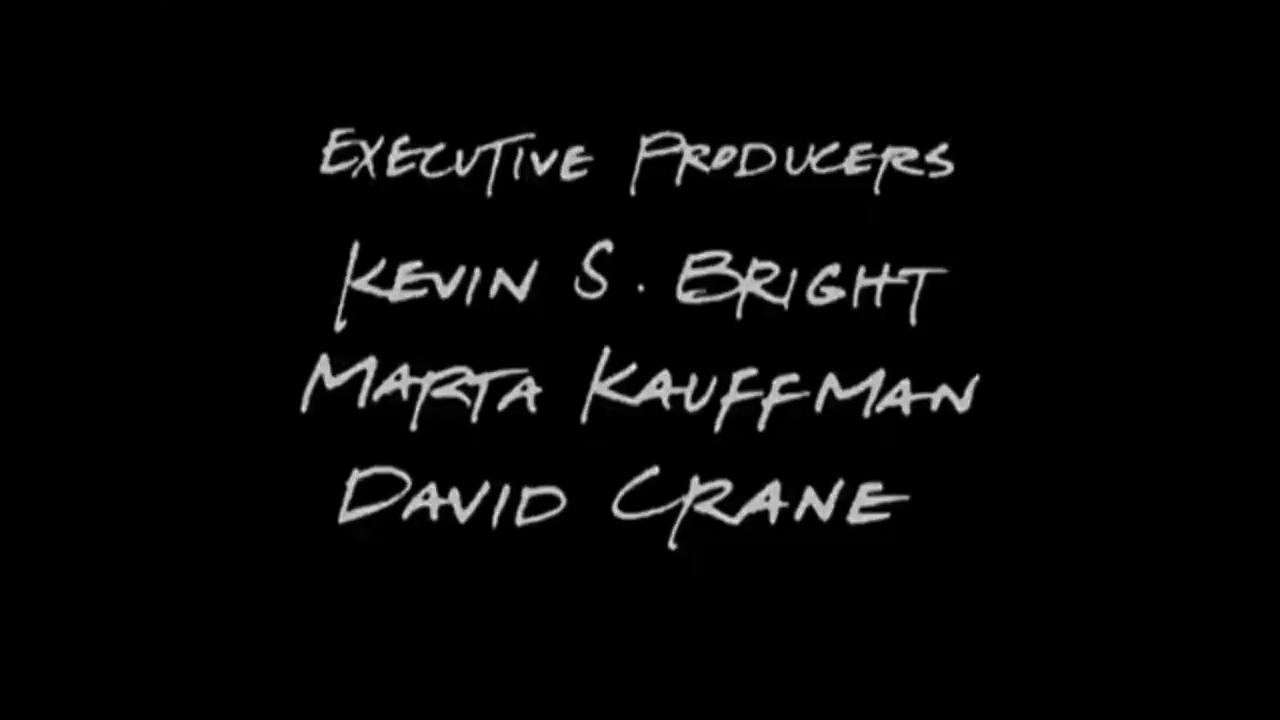 EXECUTIVE PRODUCERS
KEVIN S. BRIGHT
MARTA KAUFFMAN
DAVID CRANE